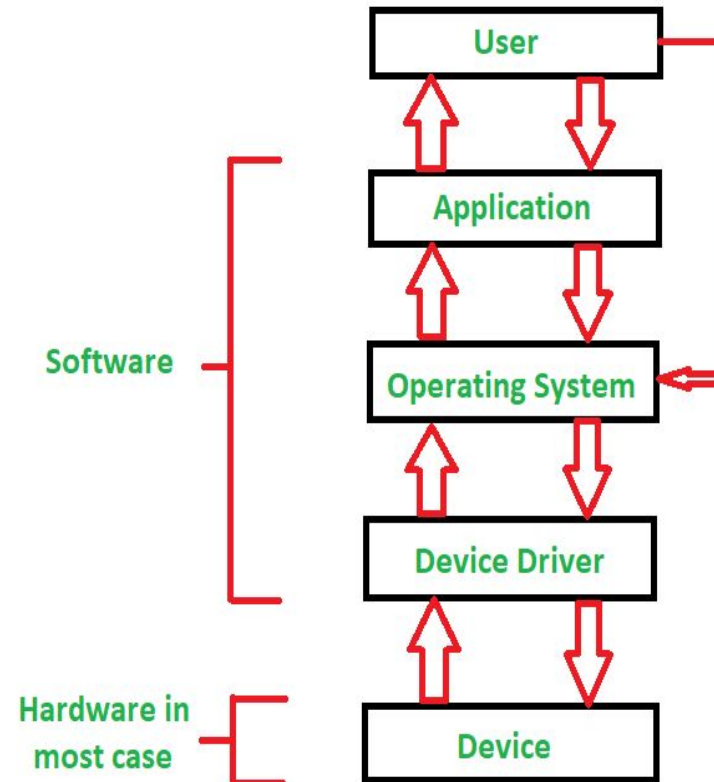 User
Application
Software
Operating System
Device Driver
Hardware in
most case
Device